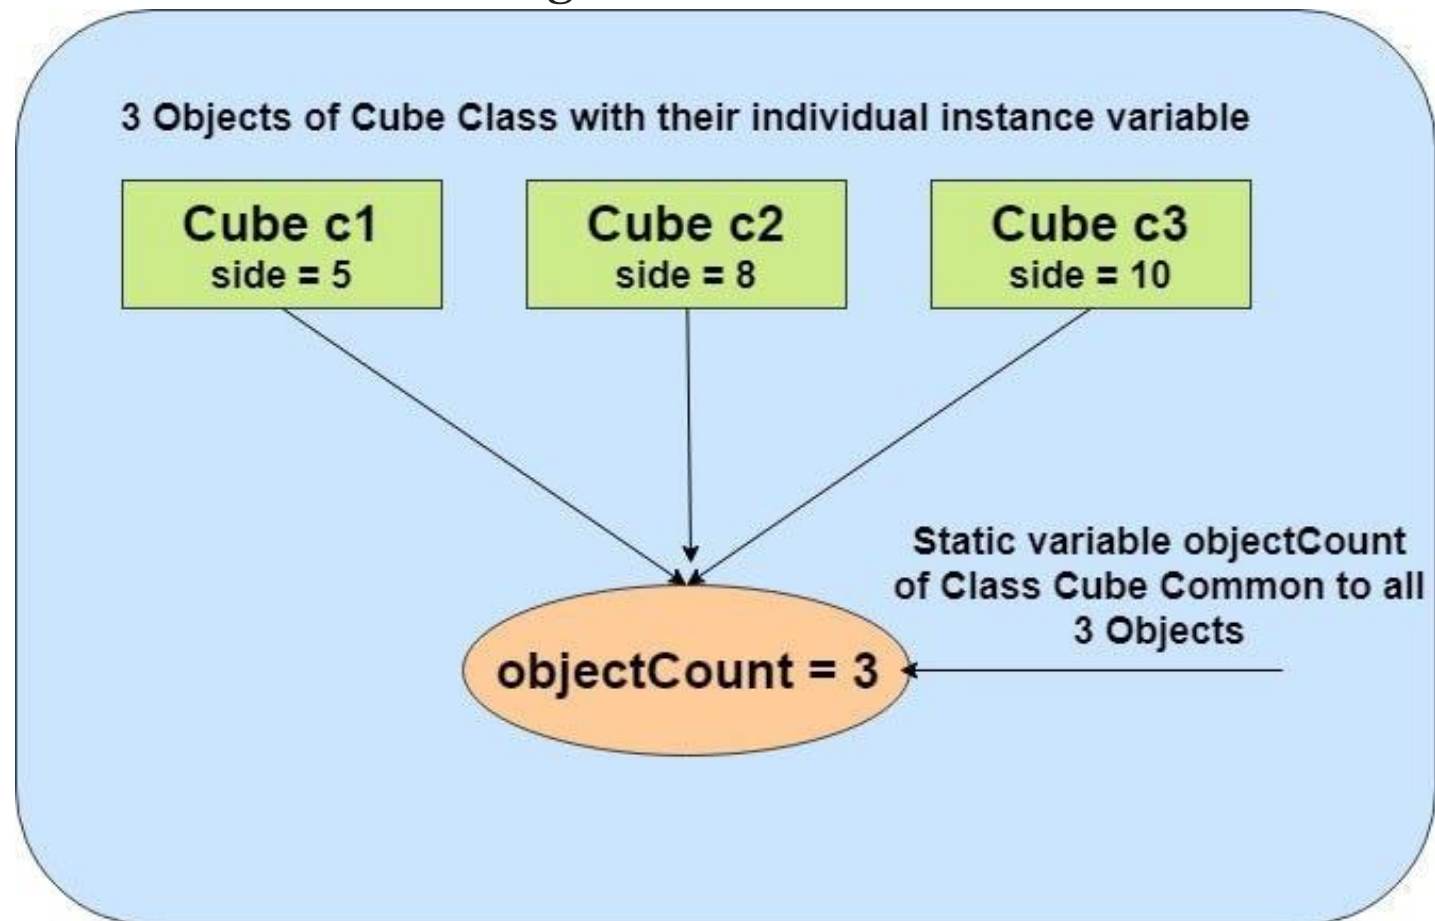 3 Objects of Cube Class with their individual instance variable
Cube c1
side = 5
Cube c2
side = 8
Cube c3
side = 10
Static variable objectCount
of Class Cube Common to all
3 Objects
objectCount = 3